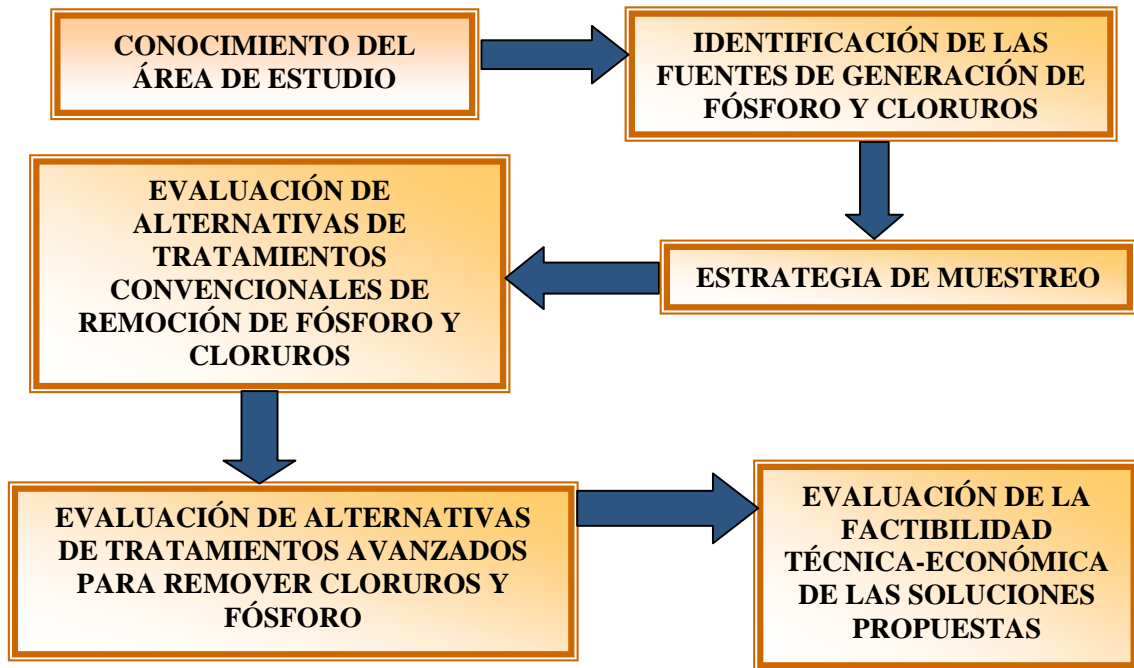 CONOCIMIENTO DEL
ÁREA DE ESTUDIO
IDENTIFICACIÓN DE LAS
FUENTES DE GENERACIÓN DE
FÓSFORO Y CLORUROS
ESTRATEGIA DE MUESTREO
EVALUACIÓN DE
ALTERNATIVAS DE
TRATAMIENTOS
CONVENCIONALES DE
REMOCIÓN DE FÓSFORO Y
CLORUROS
EVALUACIÓN DE ALTERNATIVAS
DE TRATAMIENTOS AVANZADOS
PARA REMOVER CLORUROS Y
FÓSFORO
EVALUACIÓN DE LA
FACTIBILIDAD
TÉCNICA-ECONÓMICA
DE LAS SOLUCIONES
PROPUESTAS